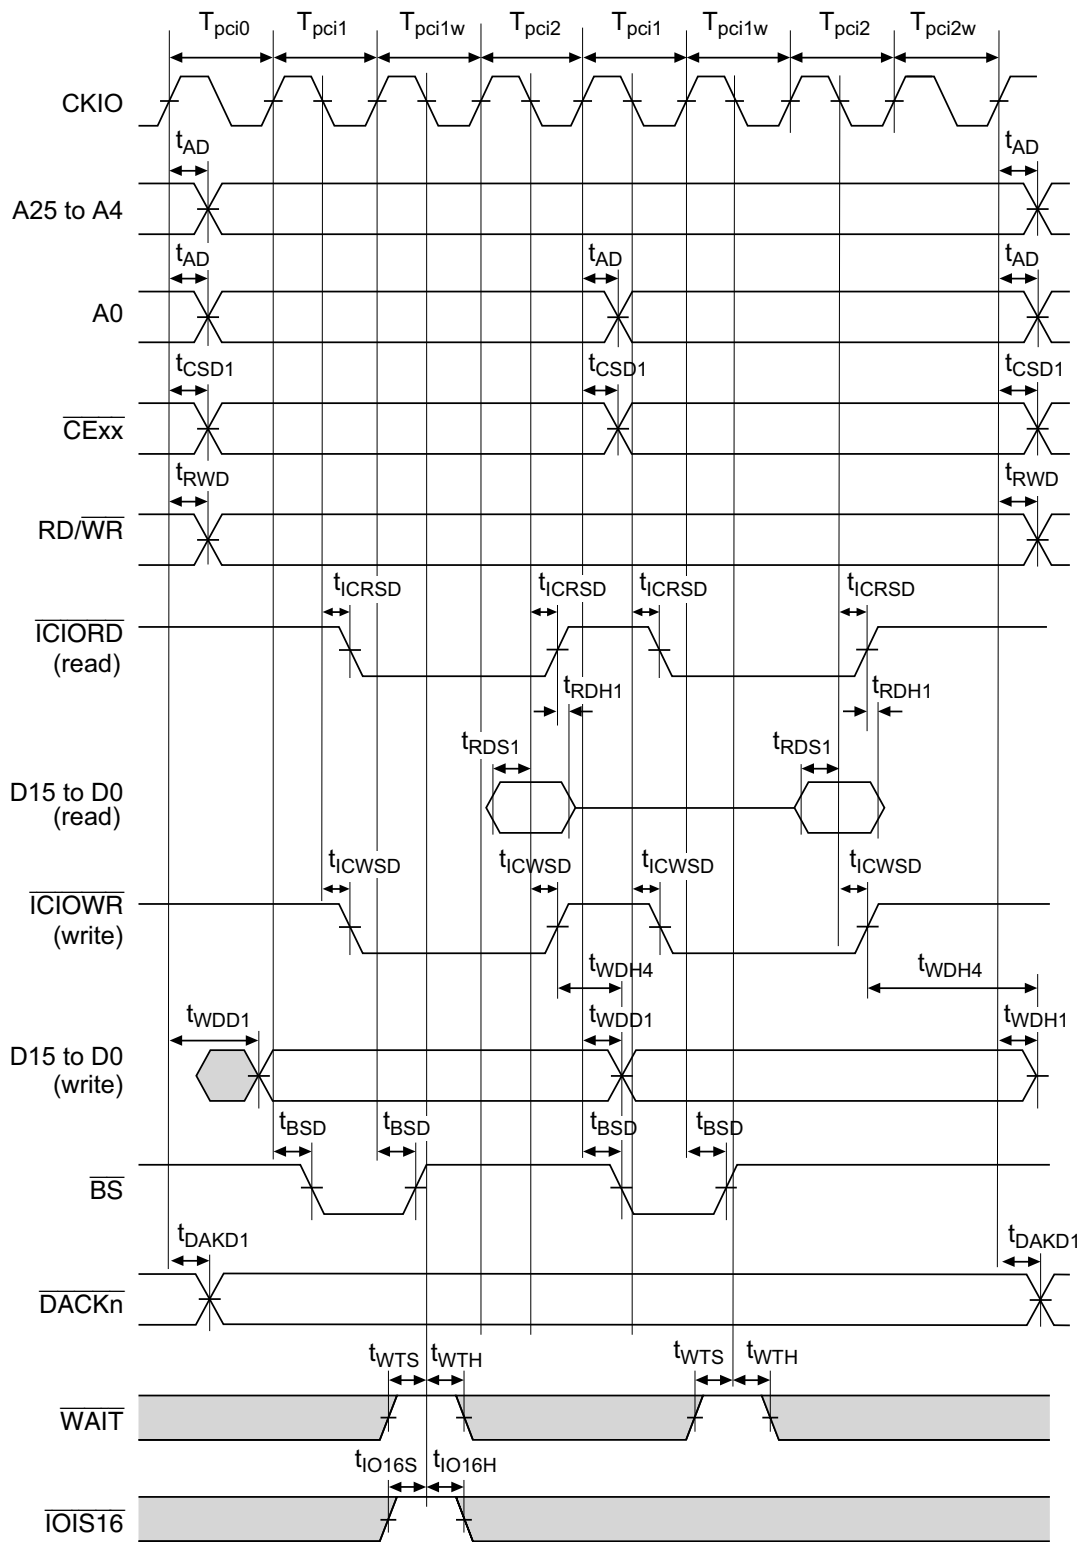 Tpci0 Tpci1 Tpci1w Tpci2 Tpci1 Tpci1w Tpci2 Tpci2w
CKIO
tAD tAD
A25 to A4
tAD tAD tAD
A0
tCSD1 tCSD1 tCSD1
CExx
tRWD tRWD
RD/WR
tICRSD tICRSD tICRSD tICRSD
ICIORD
(read)
tRDH1 tRDH1
tRDS1 tRDS1
D15 to D0
(read)
tICWSD tICWSD tICWSD tICWSD
ICIOWR
(write)
tWDH4 tWDH4
tWDD1 tWDD1 tWDH1
D15 to D0
(write)
tBSD tBSD tBSD tBSD
BS
tDAKD1 tDAKD1
DACKn
tWTS tWTH tWTS tWTH
WAIT
tIO16S tIO16H
IOIS16